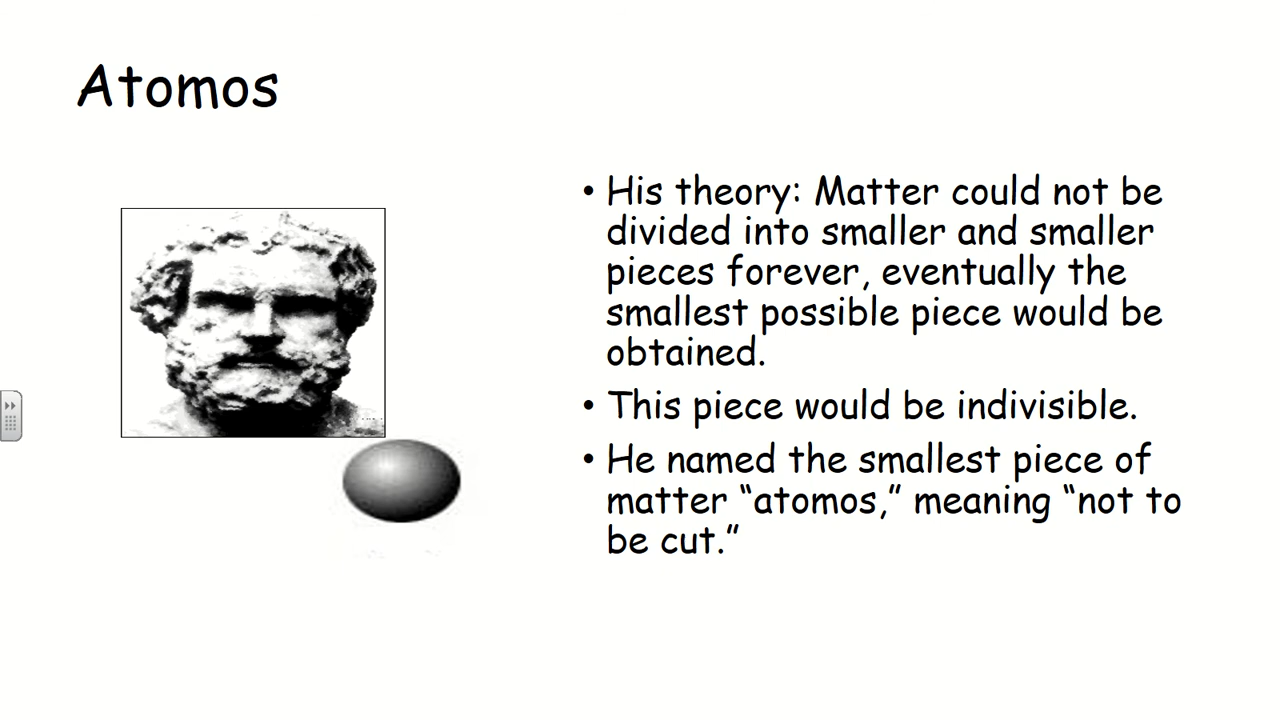 Atomos
• His theory: Matter could not be
divided into smaller and smaller
pieces forever, eventually the
smallest possible piece would be
obtained.
• This piece would be indivisible.
• He named the smallest piece of
matter “atomos,” meaning “not to
be cut.”